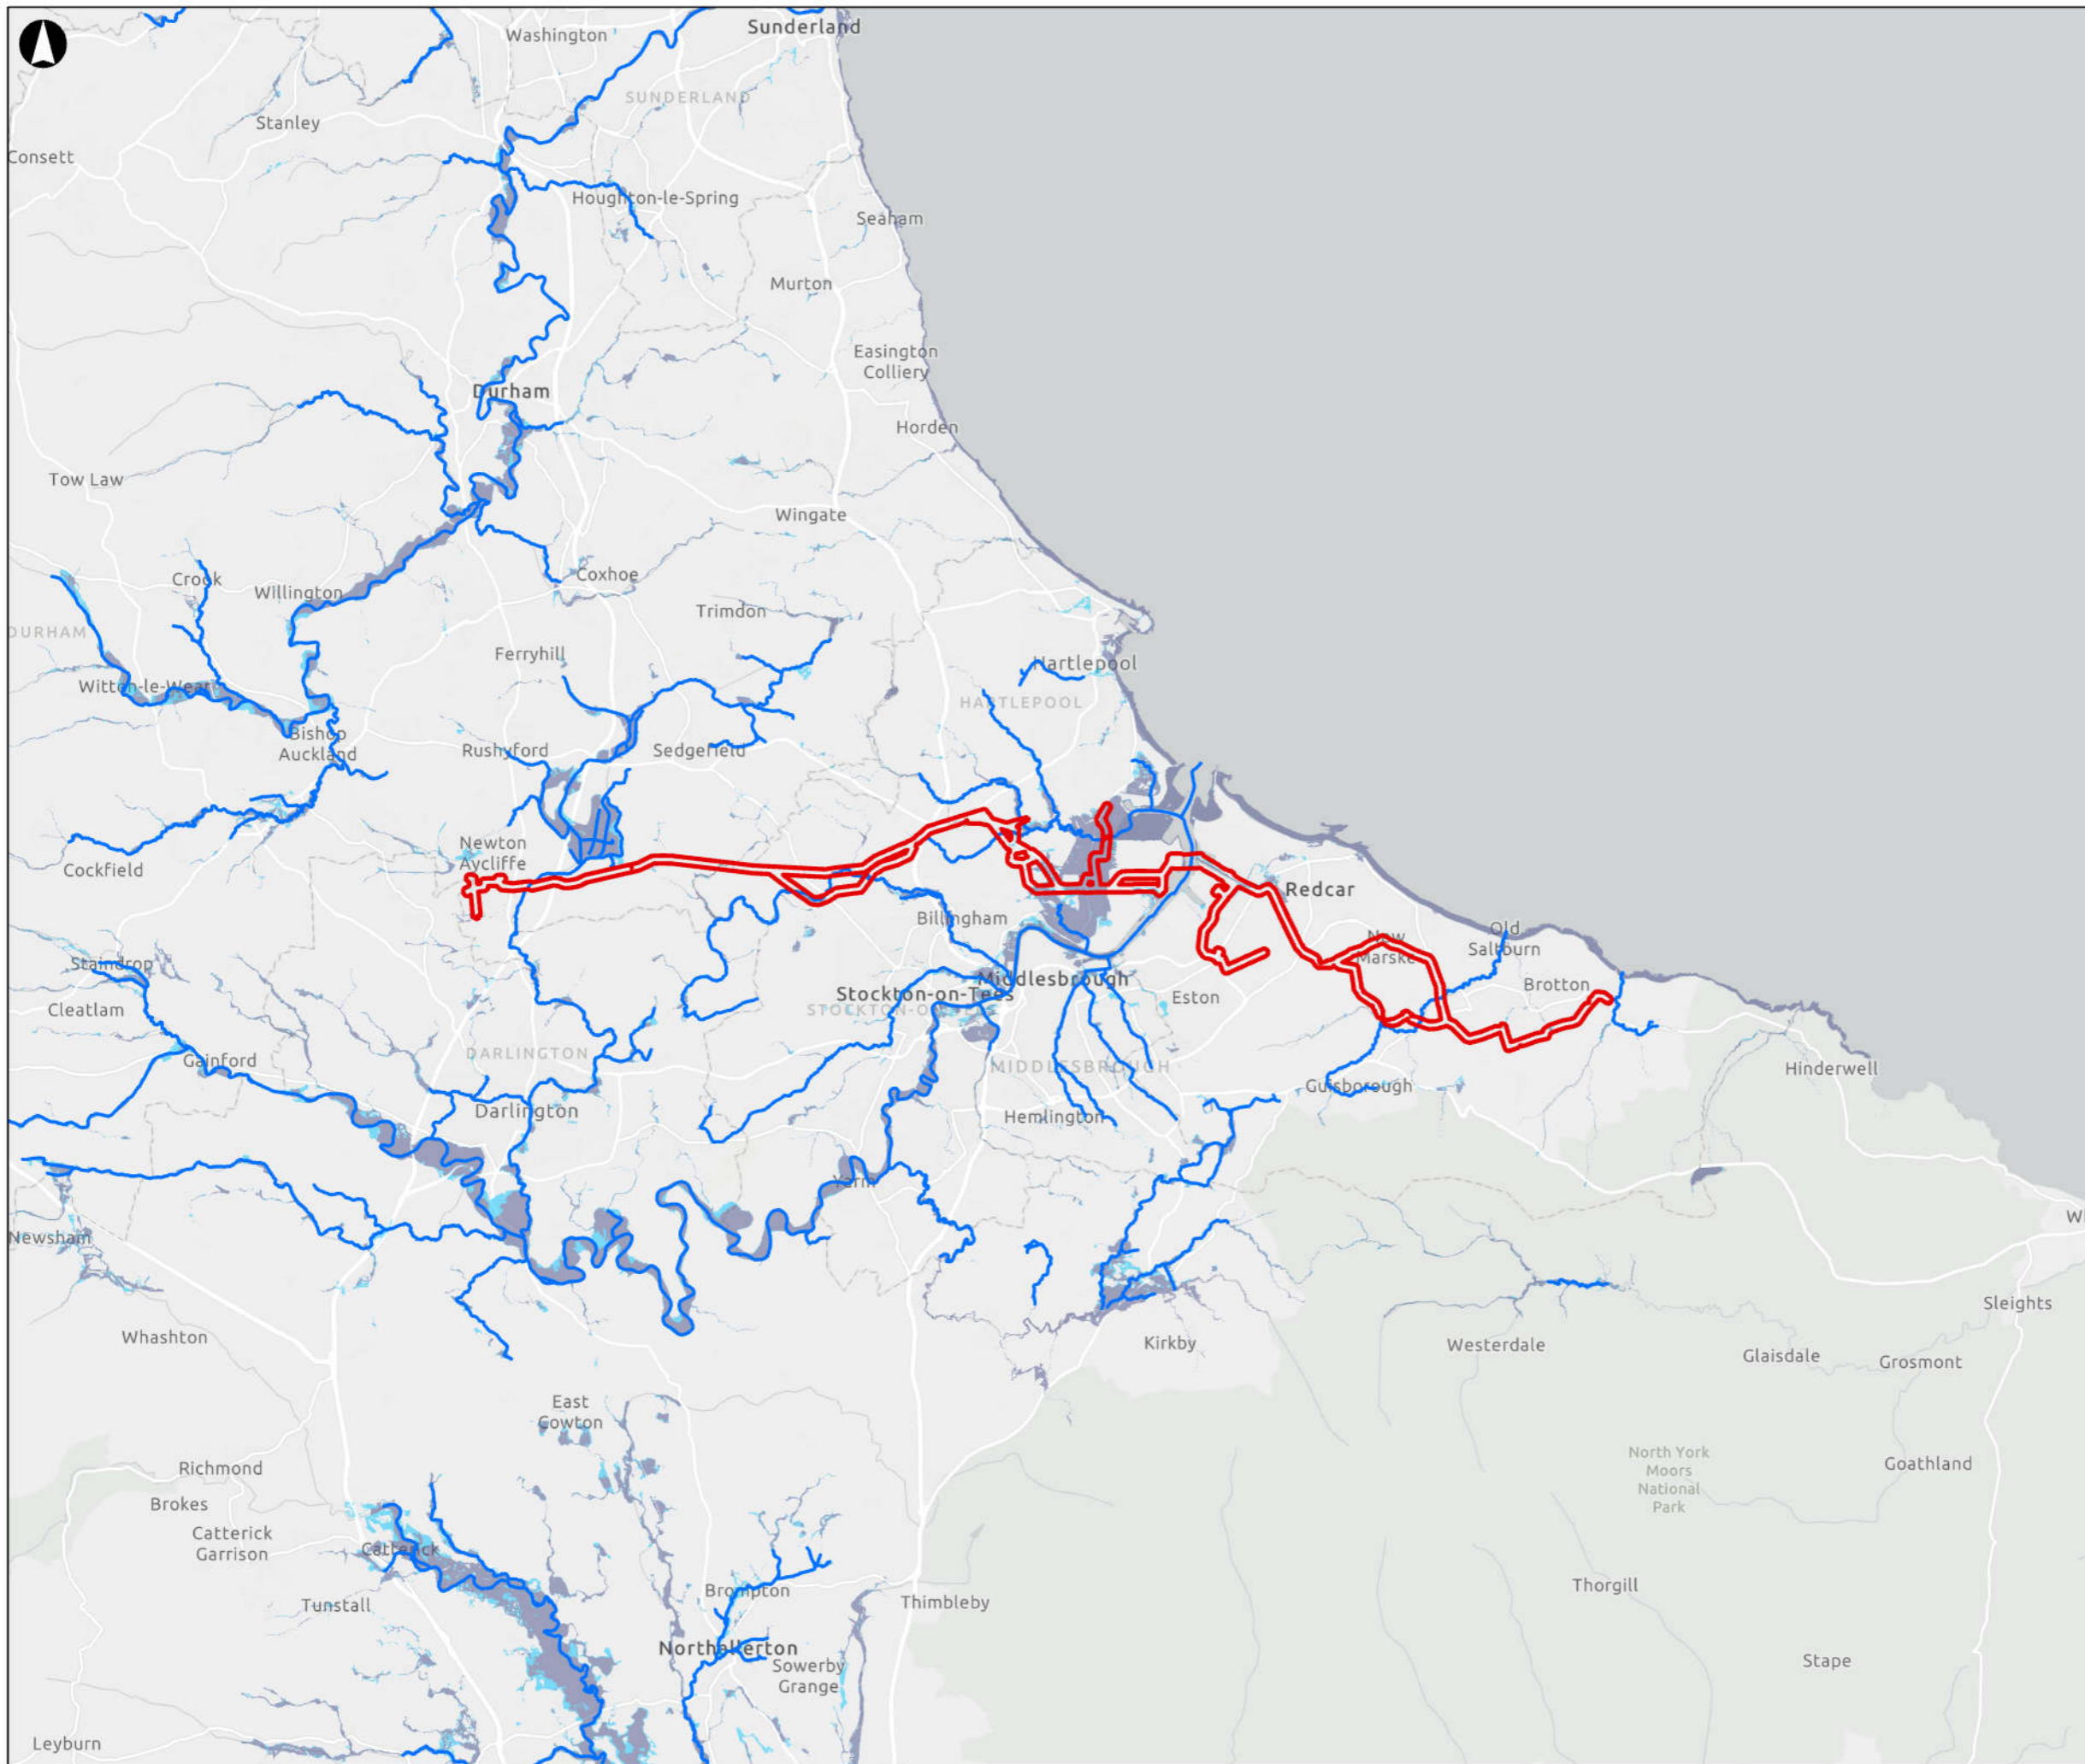 Sunderland
Washington
SUNDERLAND
Stanley
Consett
Houghton-le-Spring
Seaham
Murton
Easington
Colliery
Durham
Horden
Tow Law
Wingate
Coxhoe
Crook
Willington
Trimdon
DURHAM
Ferryhill
Hartlepool
Witton-le-Wear
HARTLEPOOL
Bishop
Auckland
Rushyford
Sedgefield
Newton
Aycliffe
Cockfield
Redcar
Billingham
Old
Saltburn
New
Marske
Staindrop
Middlesbrough
Brotton
Stockton-on-Tees
Eston
Cleatlam
STOCKTON-ON-TEES
DARLINGTON
Gainford
MIDDLESBROUGH
Hinderwell
Guisborough
Darlington
Hemlington
Yarm
W
Newsham
Sleights
Whashton
Kirkby
Westerdale
Glaisdale
Grosmont
East
Cowton
North York
Moors
National
Park
Goathland
Richmond
Brokes
Catterick
Garrison
Catterick
Thorgill
Brompton
Thimbleby
Tunstall
Northallerton
Sowerby
Grange
Stape
Leyburn